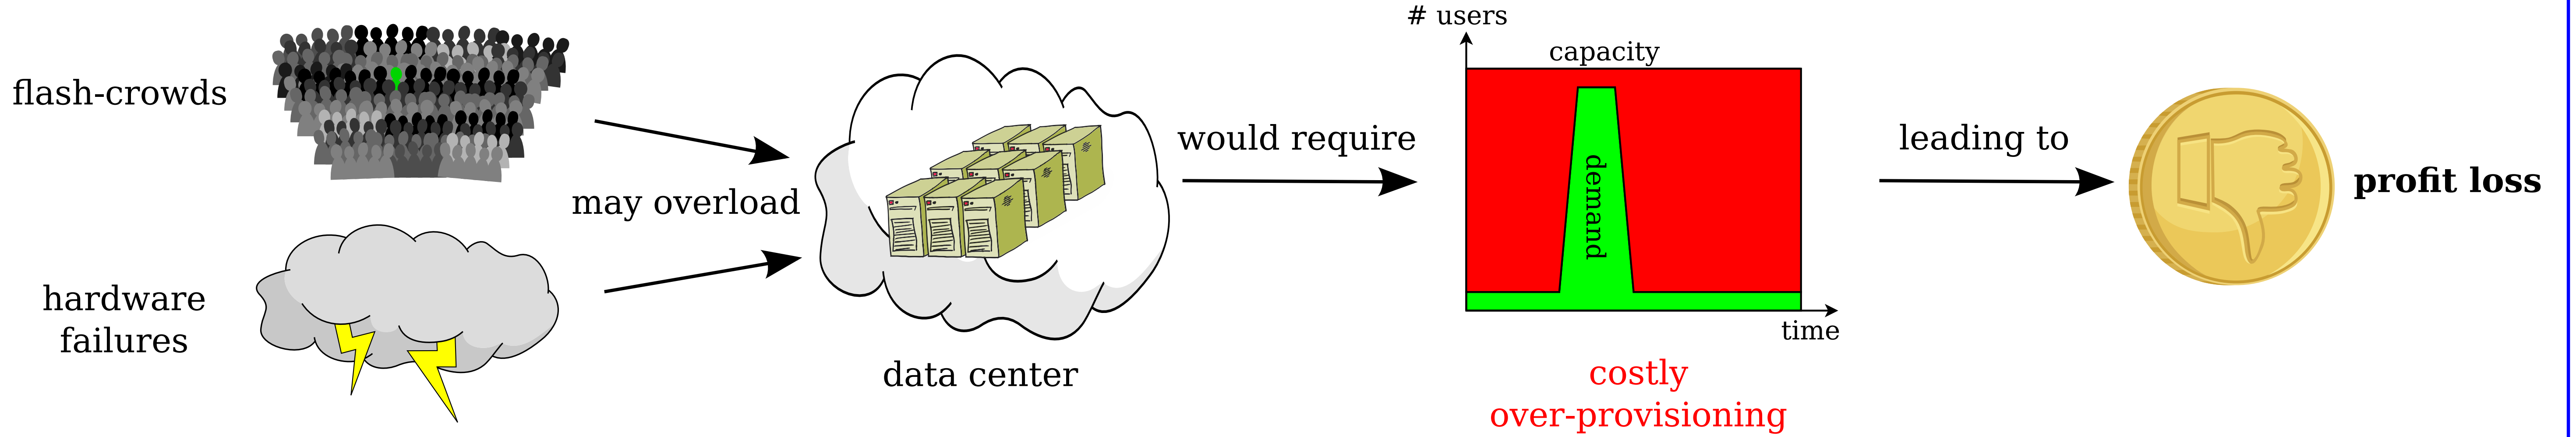 flash-crowds
hardware
failures
may overload
data center
would require
# users
capacity
demand
time
costly
over-provisioning
leading to
profit loss